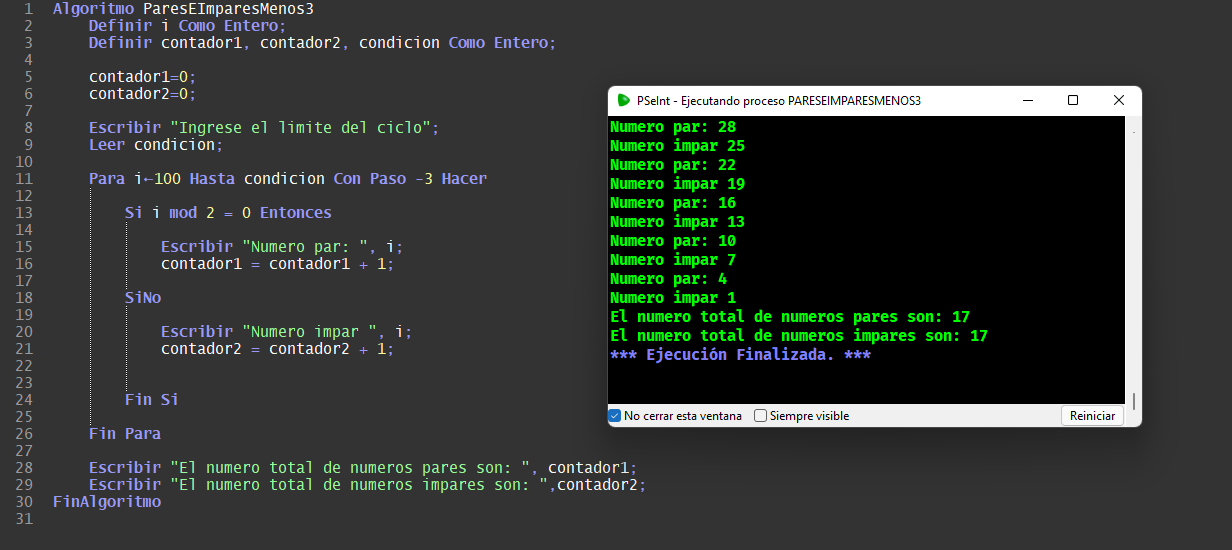 1 Algoritmo ParesEImparesMenos3
2 Definir i Como Entero;
3 Definir contador1, contador2, condicion Como Entero;
4
5 contador1=0;
6 contador2=0;
7
8 Escribir "Ingrese el limite del ciclo";
9 Leer condicion;
10
11 Para i←100 Hasta condicion Con Paso -3 Hacer
12
13 Si i mod 2 = 0 Entonces
14
15 Escribir "Numero par: ", i;
16 contador1 = contador1 + 1;
17
18 SiNo
19
20 Escribir "Numero impar ", i;
21 contador2 = contador2 + 1;
22
23
24 Fin Si
25
26 Fin Para
27
28 Escribir "El numero total de numeros pares son: ", contador1;
29 Escribir "El numero total de numeros impares son: ",contador2;
30 FinAlgoritmo
31
PSeInt - Ejecutando proceso PARESEIMPARESMENOS3
Numero par: 28
Numero impar 25
Numero par: 22
Numero impar 19
Numero par: 16
Numero impar 13
Numero par: 10
Numero impar 7
Numero par: 4
Numero impar 1
El numero total de numeros pares son: 17
El numero total de numeros impares son: 17
*** Ejecución Finalizada. ***
No cerrar esta ventana Siempre visible Reiniciar